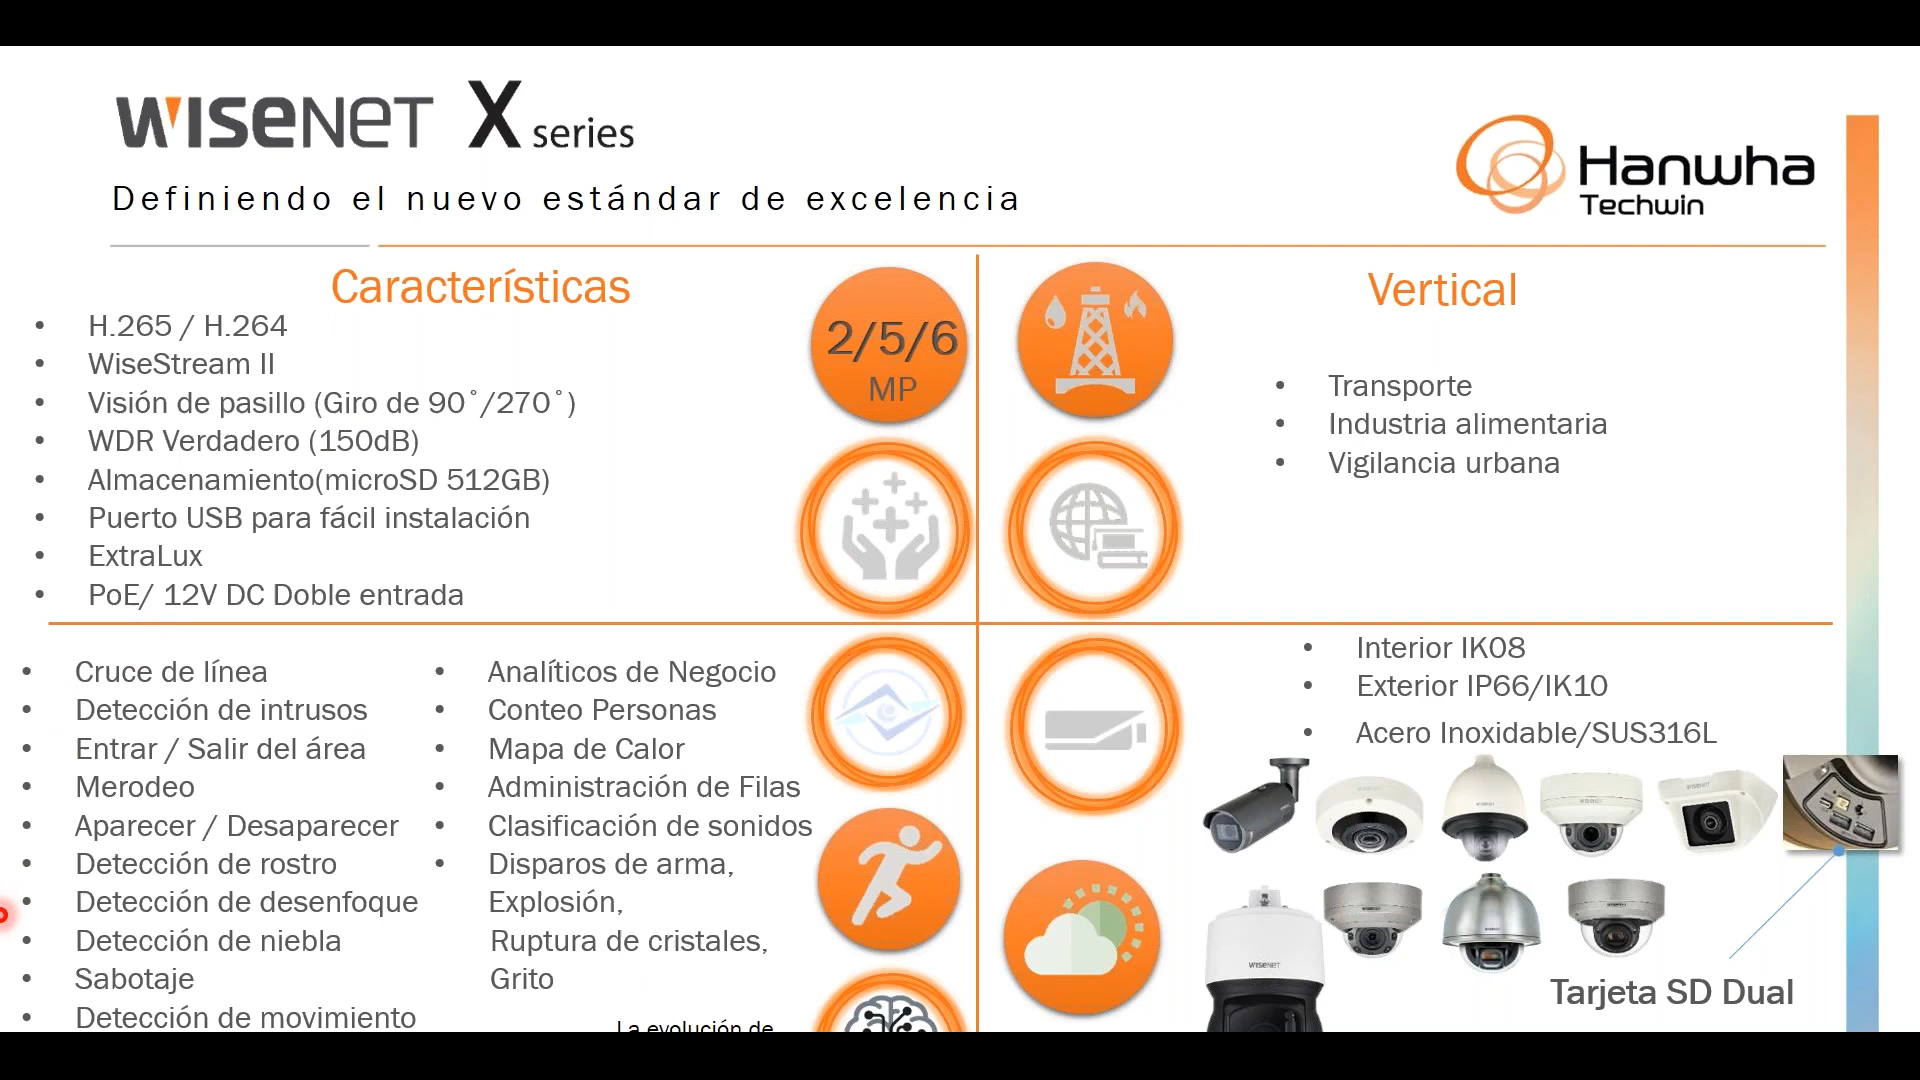 WISENET X series
Definiendo el nuevo estándar de excelencia
Hanwha
Techwin
Características
H.265 / H.264
WiseStream II
Visión de pasillo (Giro de 90˚/270˚)
WDR Verdadero (150dB)
Almacenamiento(microSD 512GB)
Puerto USB para fácil instalación
ExtraLux
PoE/ 12V DC Doble entrada
2/5/6
MP
Vertical
Transporte
Industria alimentaria
Vigilancia urbana
Cruce de línea
Detección de intrusos
Entrar / Salir del área
Merodeo
Aparecer / Desaparecer
Detección de rostro
Detección de desenfoque
Detección de niebla
Sabotaje
Detección de movimiento
Analíticos de Negocio
Conteo Personas
Mapa de Calor
Administración de Filas
Clasificación de sonidos
Disparos de arma,
Explosión,
Ruptura de cristales,
Grito
La evolución de
Interior IK08
Exterior IP66/IK10
Acero Inoxidable/SUS316L
WISENET
Tarjeta SD Dual